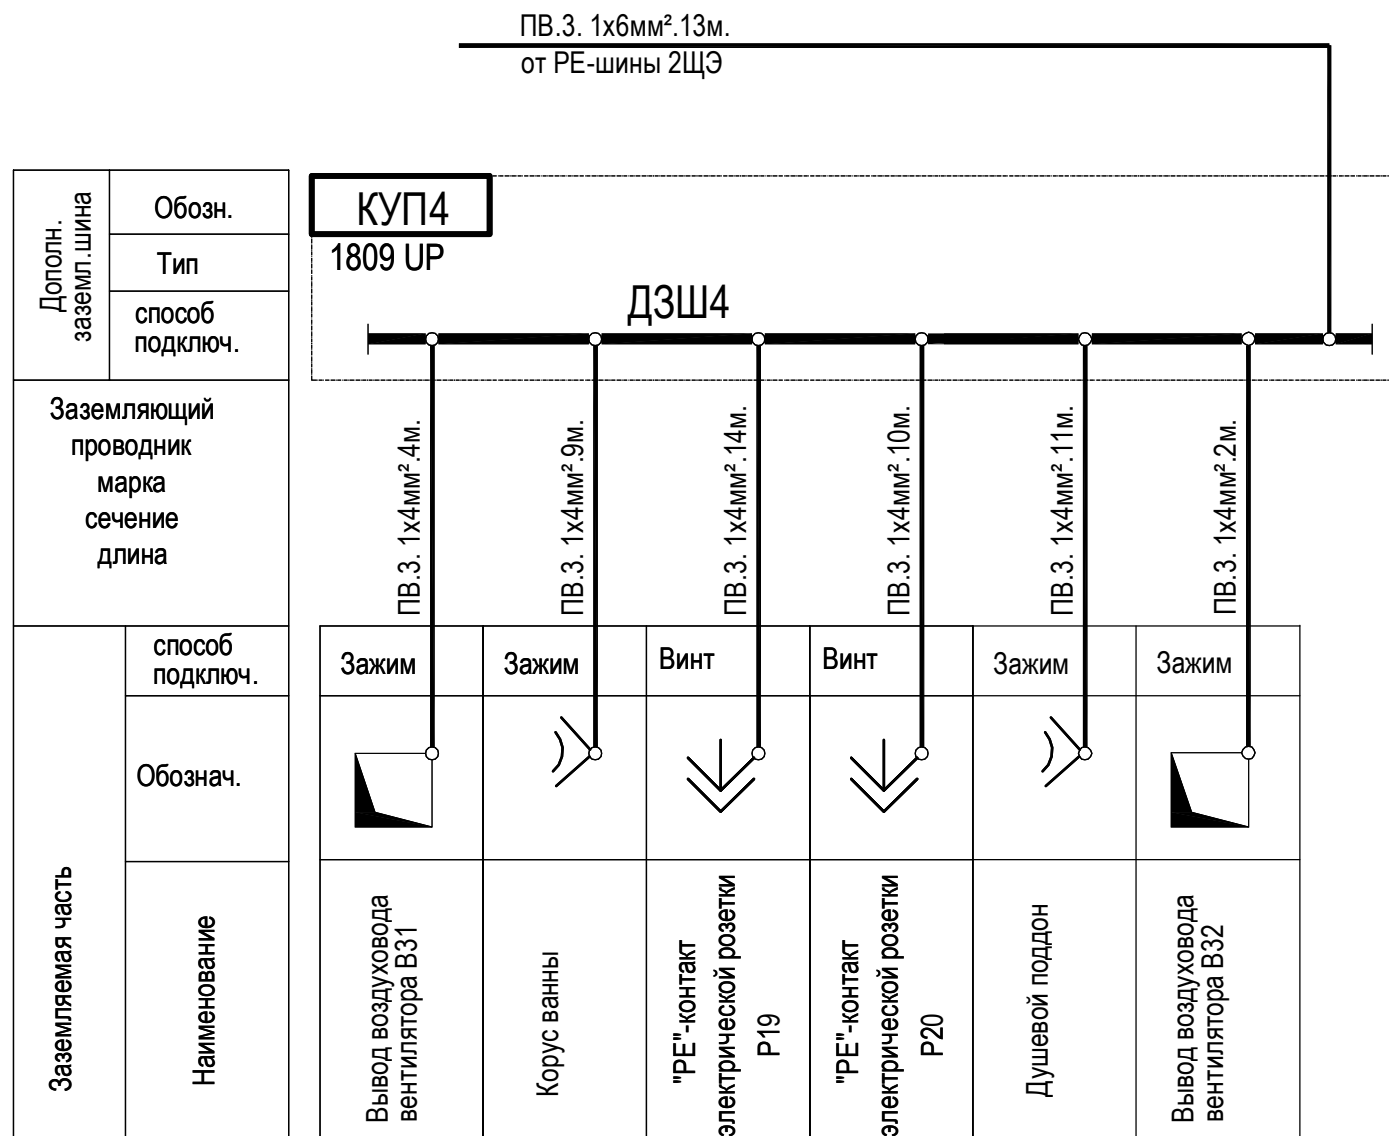 ПВ.3. 1х6мм².13м.
от РЕ-шины 2ЩЭ
Дополн.
заземл.шина
Обозн.
Тип
способ
подключ.
КУП4
1809 UP
ДЗШ4
Заземляющий
проводник
марка
сечение
длина
ПВ.3. 1х4мм².4м.
ПВ.3. 1х4мм².9м.
ПВ.3. 1х4мм².14м.
ПВ.3. 1х4мм².10м.
ПВ.3. 1х4мм².11м.
ПВ.3. 1х4мм².2м.
Заземляемая часть
способ
подключ.
Зажим
Зажим
Винт
Винт
Зажим
Зажим
Обознач.
Наименование
Вывод воздуховода
вентилятора В31
Корус ванны
"РЕ"-контакт
электрической розетки
Р19
"РЕ"-контакт
электрической розетки
Р20
Душевой поддон
Вывод воздуховода
вентилятора В32